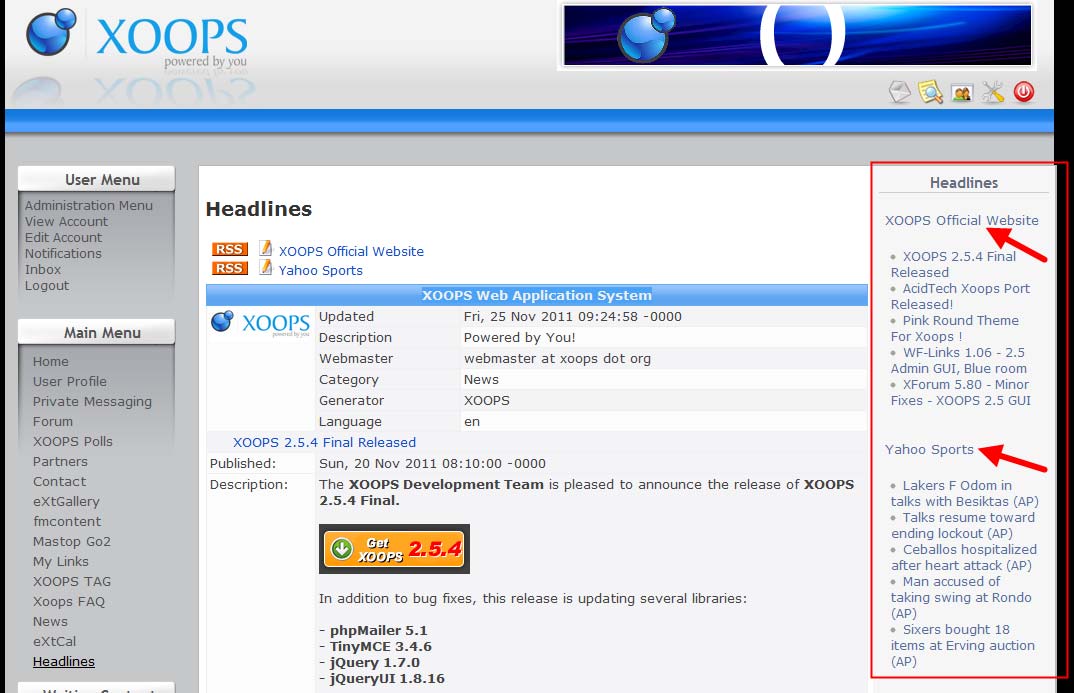 XOOPS
powered by you
User Menu
Administration Menu
View Account
Edit Account
Notifications
Inbox
Logout
Main Menu
Home
User Profile
Private Messaging
Forum
XOOPS Polls
Partners
Contact
eXtGallery
fmcontent
Mastop Go2
My Links
XOOPS TAG
Xoops FAQ
News
eXtCal
Headlines
Headlines
RSS XOOPS Official Website
RSS Yahoo Sports
XOOPS Web Application System
XOOPS
powered by you
Updated Fri, 25 Nov 2011 09:24:58 -0000
Description Powered by You!
Webmaster webmaster at xoops dot org
Category News
Generator XOOPS
Language en
XOOPS 2.5.4 Final Released
Published: Sun, 20 Nov 2011 08:10:00 -0000
Description: The XOOPS Development Team is pleased to announce the release of XOOPS
2.5.4 Final.
Get
XOOPS 2.5.4
In addition to bug fixes, this release is updating several libraries:
- phpMailer 5.1
- TinyMCE 3.4.6
- jQuery 1.7.0
- jQueryUI 1.8.16
Headlines
XOOPS Official Website
• XOOPS 2.5.4 Final
Released
• AcidTech Xoops Port
Released!
• Pink Round Theme
For Xoops !
• WF-Links 1.06 - 2.5
Admin GUI, Blue room
• XForum 5.80 - Minor
Fixes - XOOPS 2.5 GUI
Yahoo Sports
• Lakers F Odom in
talks with Besiktas (AP)
• Talks resume toward
ending lockout (AP)
• Ceballos hospitalized
after heart attack (AP)
• Man accused of
taking swing at Rondo
(AP)
• Sixers bought 18
items at Erving auction
(AP)